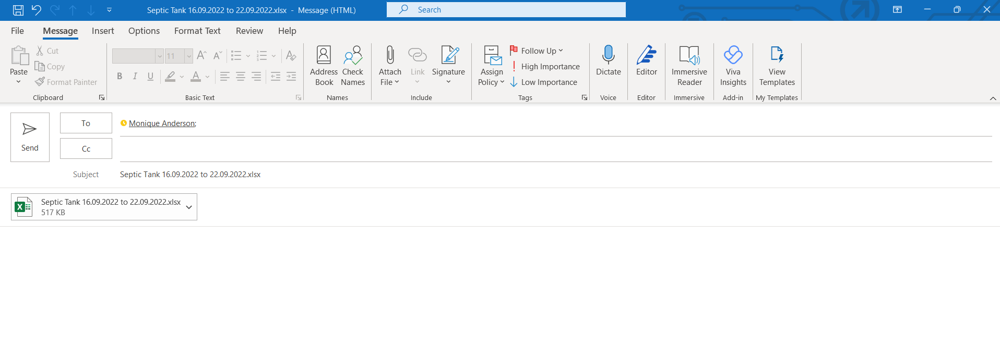 Septic Tank 16.09.2022 to 22.09.2022.xlsx - Message (HTML)
Search
File Message Insert Options Format Text Review Help
Paste
Cut
Copy
Format Painter
Clipboard
11
B I U
Basic Text
Address Book
Check Names
Names
Attach File
Link
Signature
Include
Assign Policy
Follow Up
High Importance
Low Importance
Tags
Dictate
Voice
Editor
Editor
Immersive Reader
Immersive
Viva Insights
Add-in
View Templates
My Templates
Send
To
Monique Anderson;
Cc
Subject
Septic Tank 16.09.2022 to 22.09.2022.xlsx
Septic Tank 16.09.2022 to 22.09.2022.xlsx
517 KB